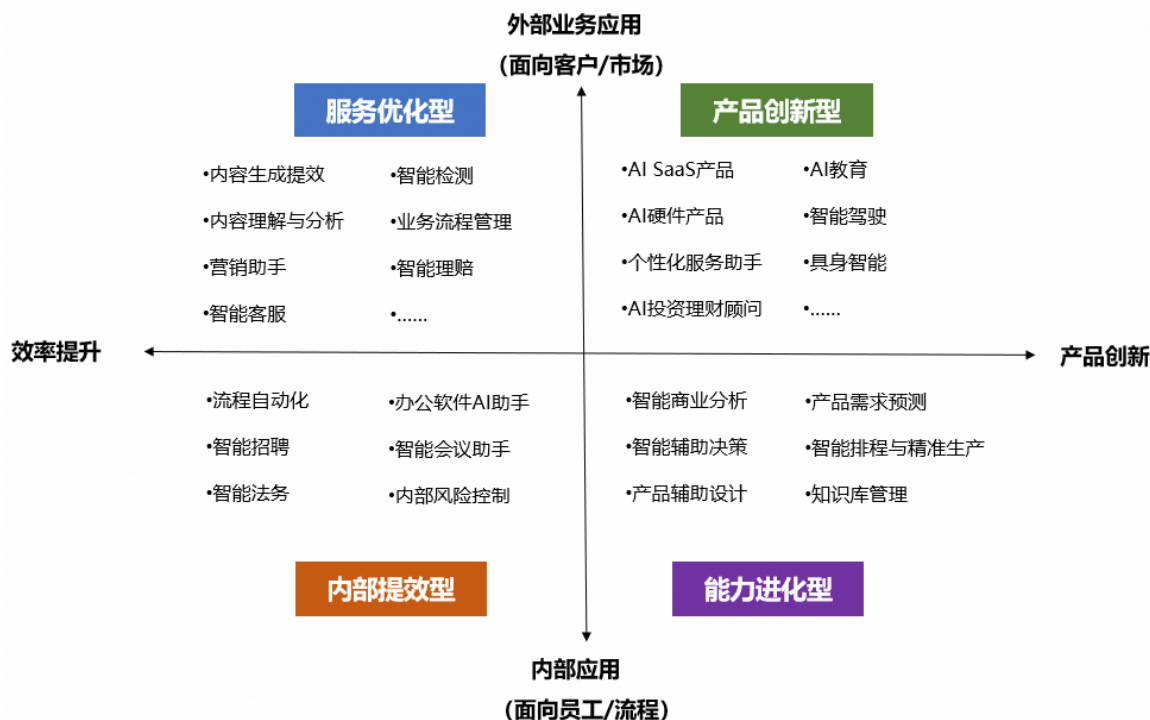 外部业务应用
（面向客户/市场）
服务优化型
产品创新型
•内容生成提效
•智能检测
•内容理解与分析
•业务流程管理
•营销助手
•智能理赔
•智能客服
•......
•AI SaaS产品
•AI教育
•AI硬件产品
•智能驾驶
•个性化服务助手
•具身智能
•AI投资理财顾问
•......
效率提升
产品创新
•流程自动化
•办公软件AI助手
•智能招聘
•智能会议助手
•智能法务
•内部风险控制
•智能商业分析
•产品需求预测
•智能辅助决策
•智能排程与精准生产
•产品辅助设计
•知识库管理
内部提效型
能力进化型
内部应用
（面向员工/流程）